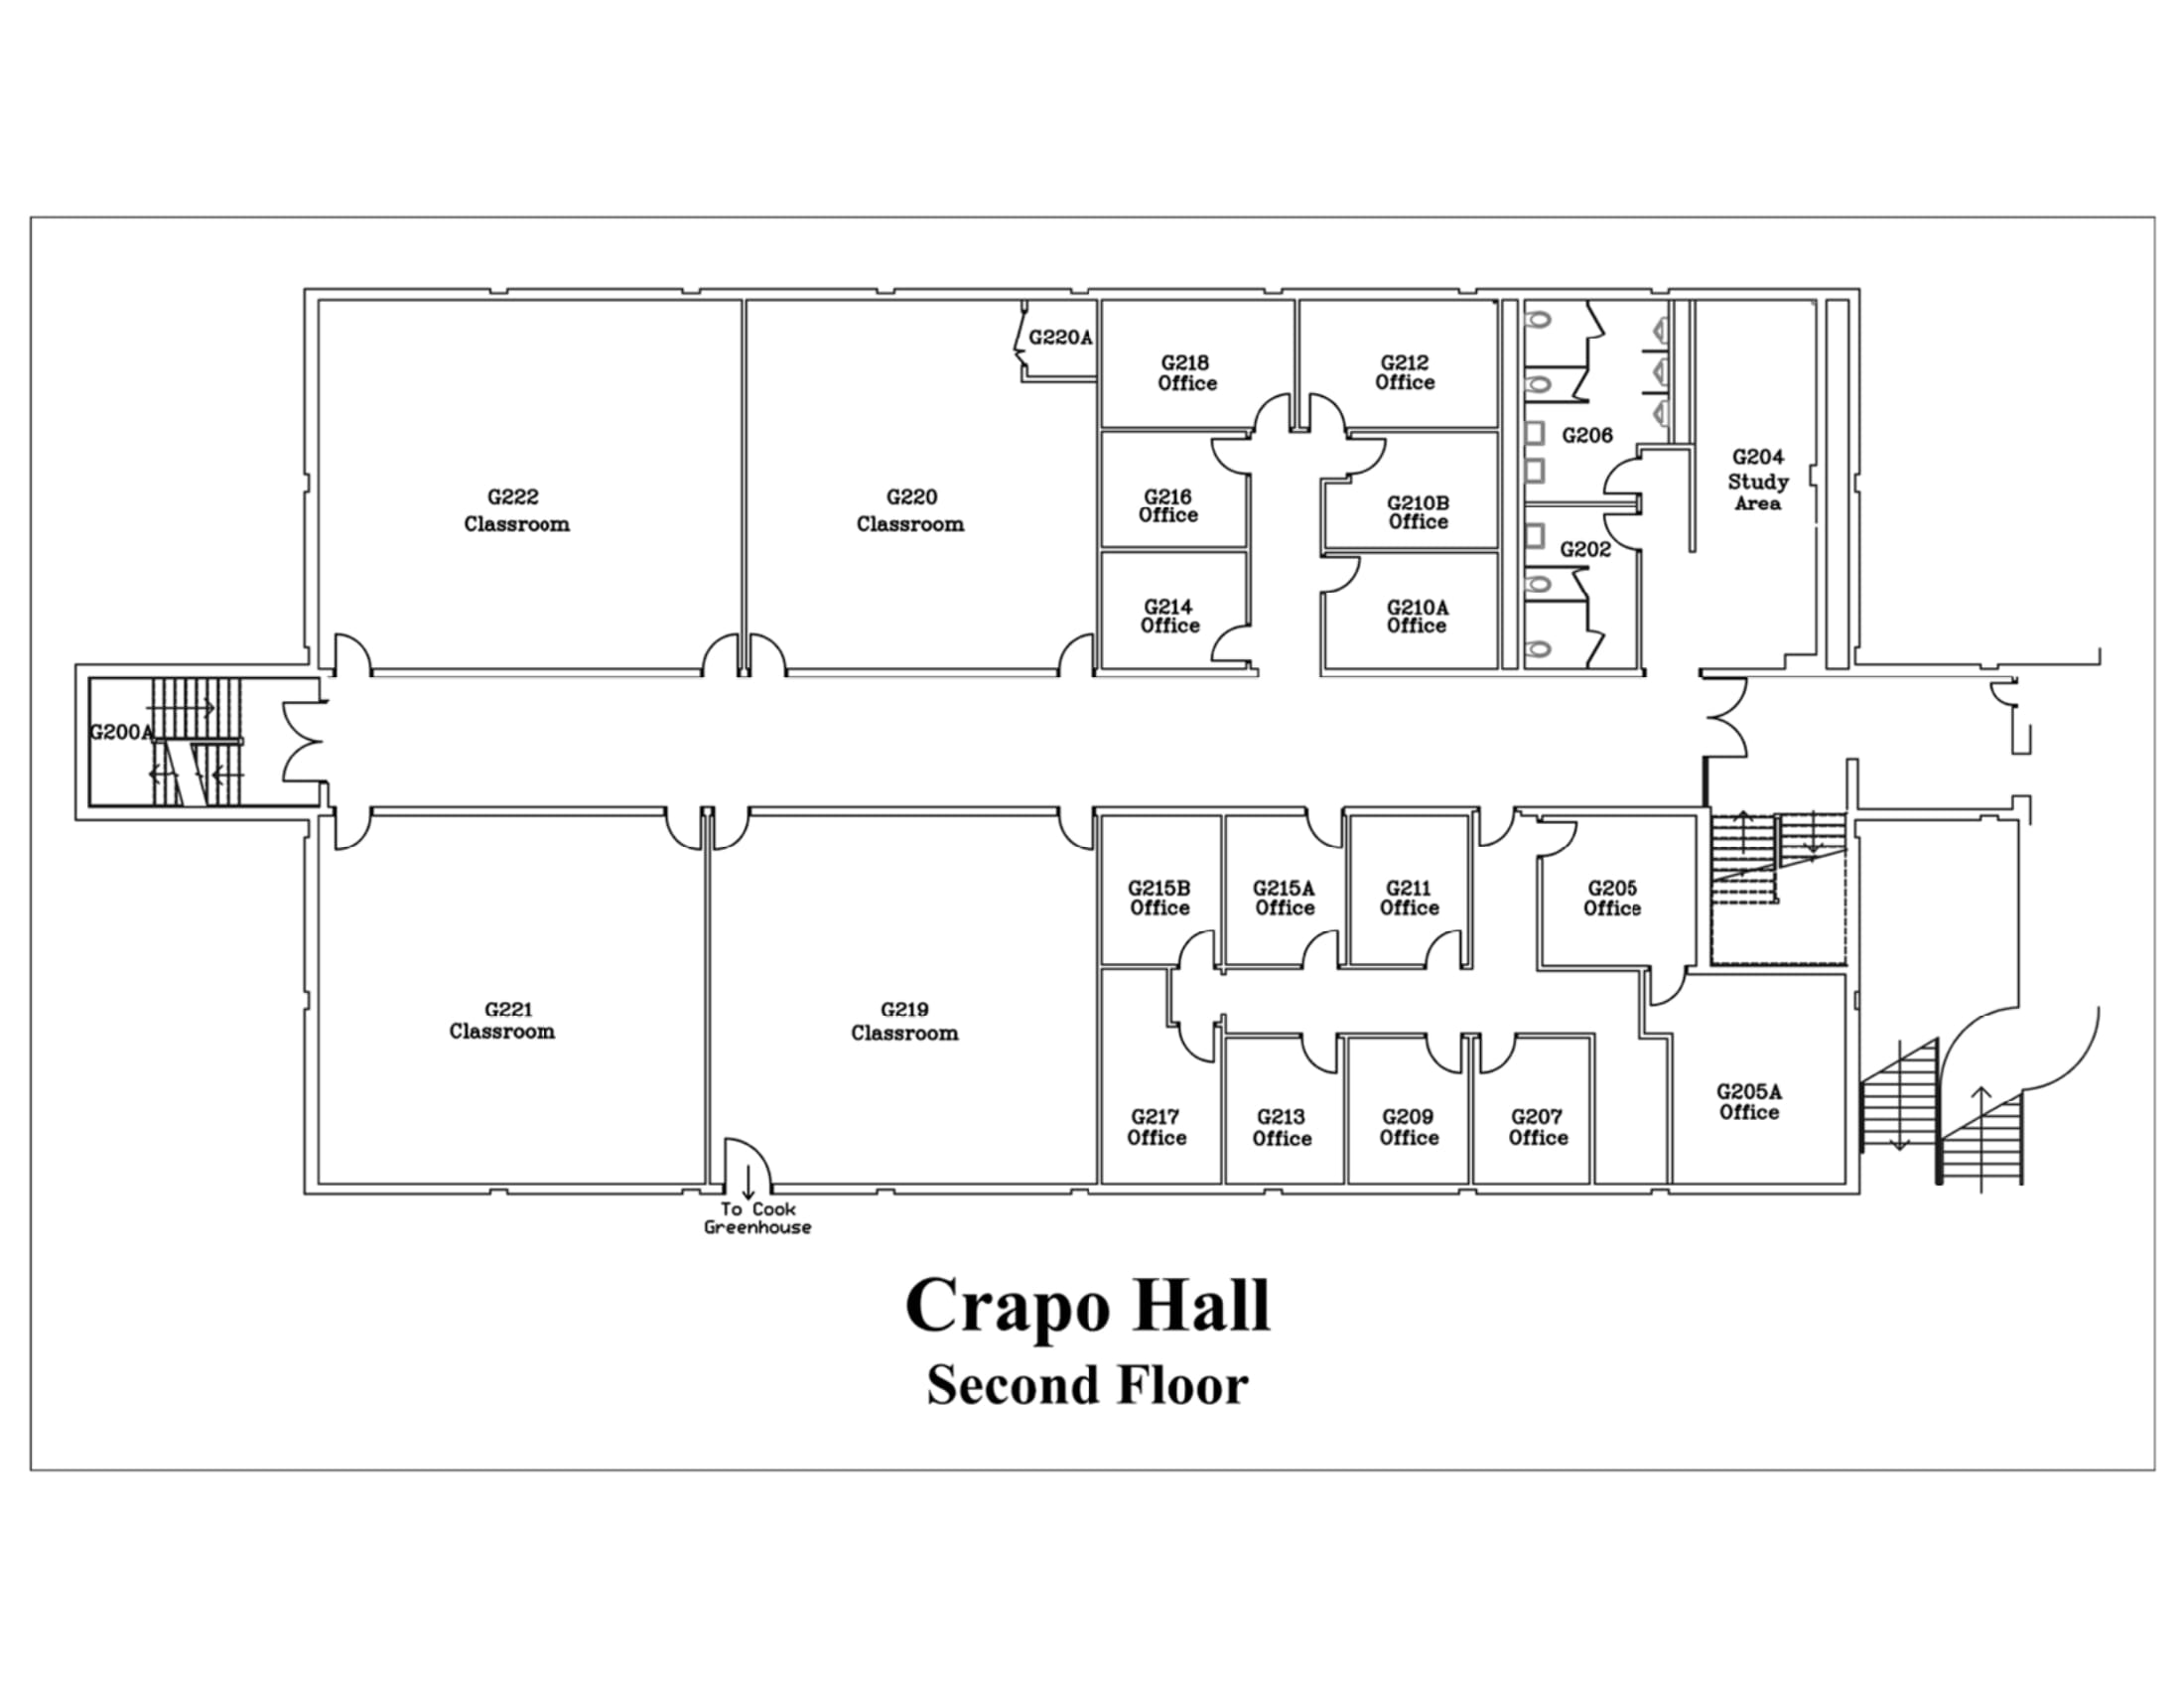 G220A
G218
Office
G212
Office
G206
G204
Study
Area
G222
Classroom
G220
Classroom
G216
Office
G210B
Office
G202
G214
Office
G210A
Office
G200A
G215B
Office
G215A
Office
G211
Office
G205
Office
G221
Classroom
G219
Classroom
G217
Office
G213
Office
G209
Office
G207
Office
G205A
Office
To Cook
Greenhouse
Crapo Hall
Second Floor